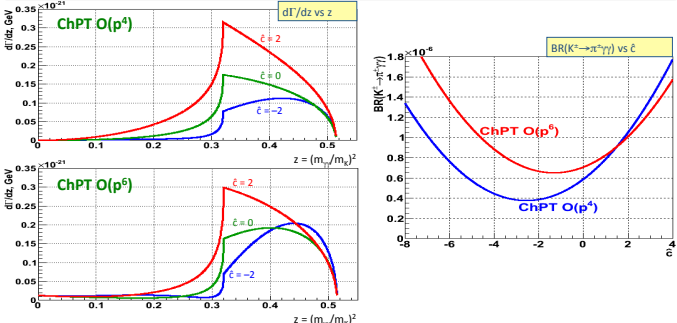 ×10⁻²¹
dΓ/dz vs z
dΓ/dz, GeV
ChPT O(p⁴)
0.35
0.3
0.25
0.2
0.15
0.1
0.05
0
ĉ = 2
ĉ = 0
ĉ = −2
0 0.1 0.2 0.3 0.4 0.5
z = (mγγ/mK)²
×10⁻²¹
dΓ/dz, GeV
ChPT O(p⁶)
0.35
0.3
0.25
0.2
0.15
0.1
0.05
0
ĉ = 2
ĉ = 0
ĉ = −2
0 0.1 0.2 0.3 0.4 0.5
z = (mγγ/mK)²
BR(K±→π±γγ) vs ĉ
×10⁻⁶
BR(K±→π±γγ)
1.8
1.6
1.4
1.2
1
0.8
0.6
0.4
0.2
0
ChPT O(p⁶)
ChPT O(p⁴)
-8 -6 -4 -2 0 2 4
ĉ